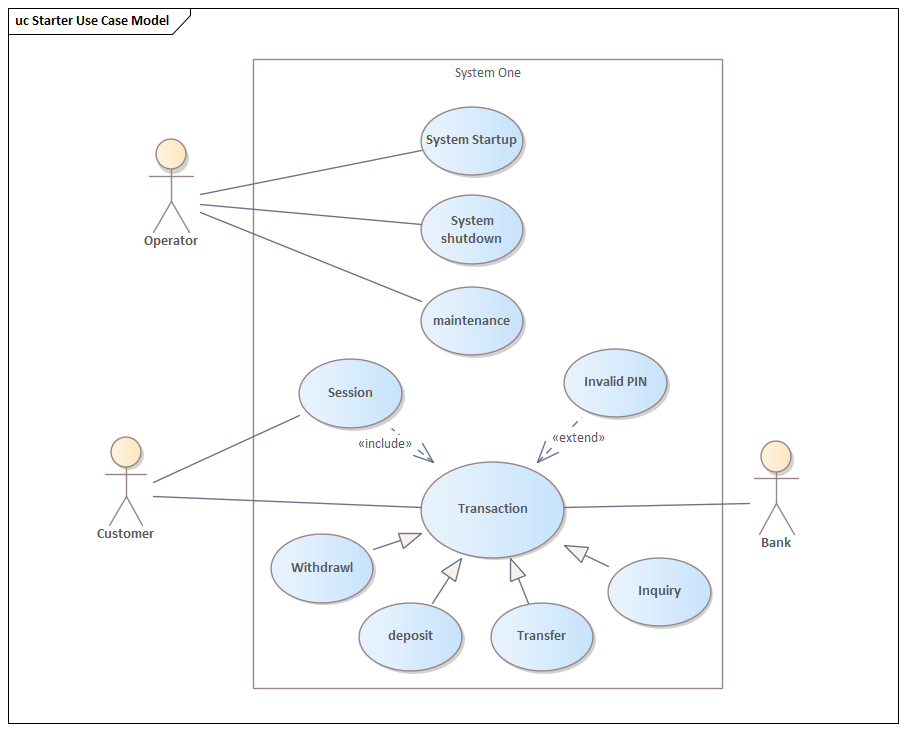 uc Starter Use Case Model
System One
System Startup
Operator
System
shutdown
maintenance
Session
Invalid PIN
«include»
«extend»
Customer
Transaction
Bank
Withdrawl
Inquiry
deposit
Transfer